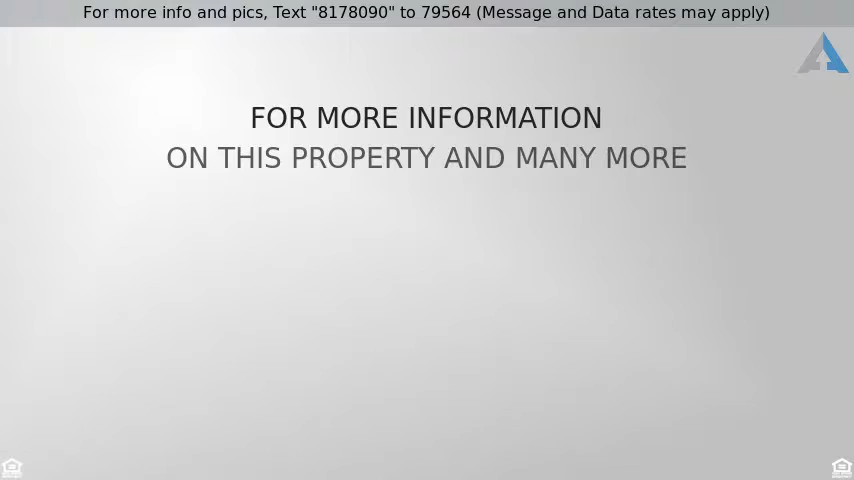 For more info and pics, Text "8178090" to 79564 (Message and Data rates may apply)
FOR MORE INFORMATION
ON THIS PROPERTY AND MANY MORE